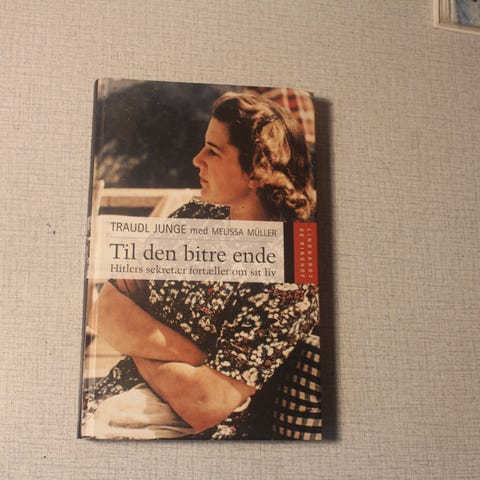 TRAUDL JUNGE med MELISSA MÜLLER
Til den bitre ende
Hitlers sekretær fortæller om sit liv
LINDHARDT
OG RINGHOF